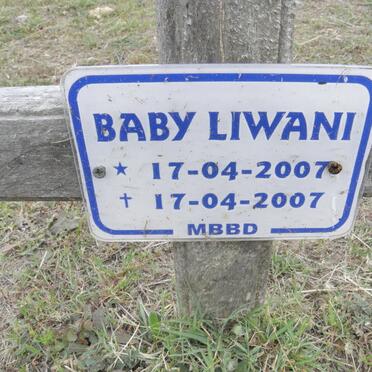 BABY LIWANI
★ 17-04-2007
✝ 17-04-2007
MBBD